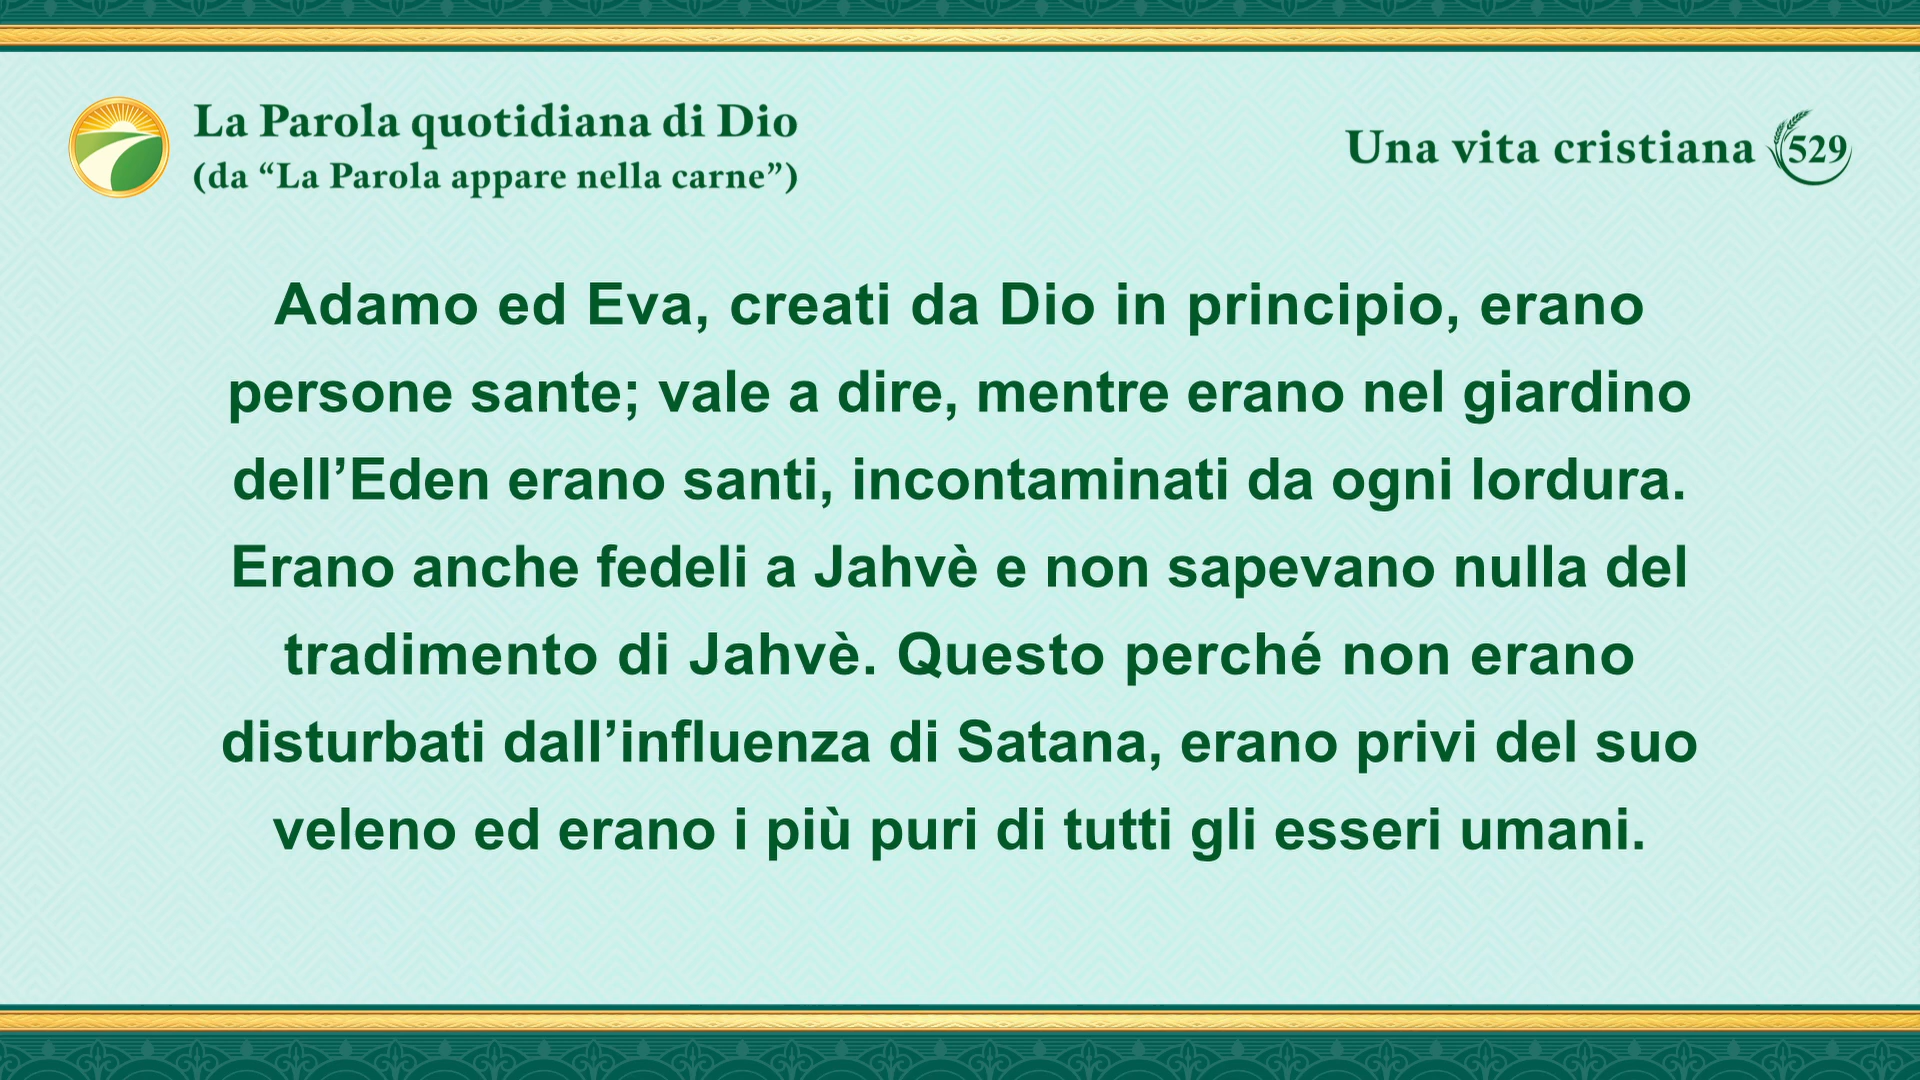 La Parola quotidiana di Dio
(da “La Parola appare nella carne”)
Una vita cristiana 529
Adamo ed Eva, creati da Dio in principio, erano
persone sante; vale a dire, mentre erano nel giardino
dell’Eden erano santi, incontaminati da ogni lordura.
Erano anche fedeli a Jahvè e non sapevano nulla del
tradimento di Jahvè. Questo perché non erano
disturbati dall’influenza di Satana, erano privi del suo
veleno ed erano i più puri di tutti gli esseri umani.